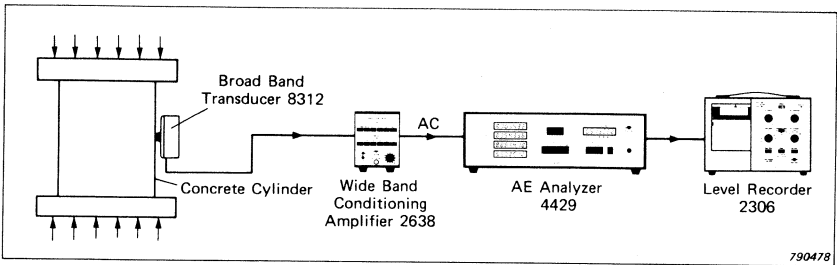 Broad Band
Transducer 8312
Concrete Cylinder
Wide Band
Conditioning
Amplifier 2638
AC
AE Analyzer
4429
Level Recorder
2306
790478